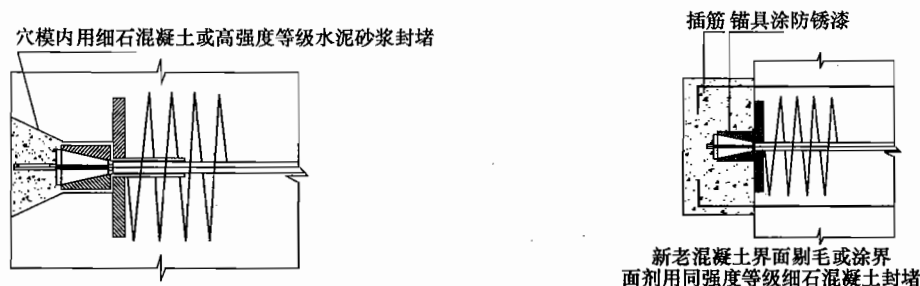 穴模内用细石混凝土或高强度等级水泥砂浆封堵
插筋 锚具涂防锈漆
新老混凝土界面剔毛或涂界
面剂用同强度等级细石混凝土封堵